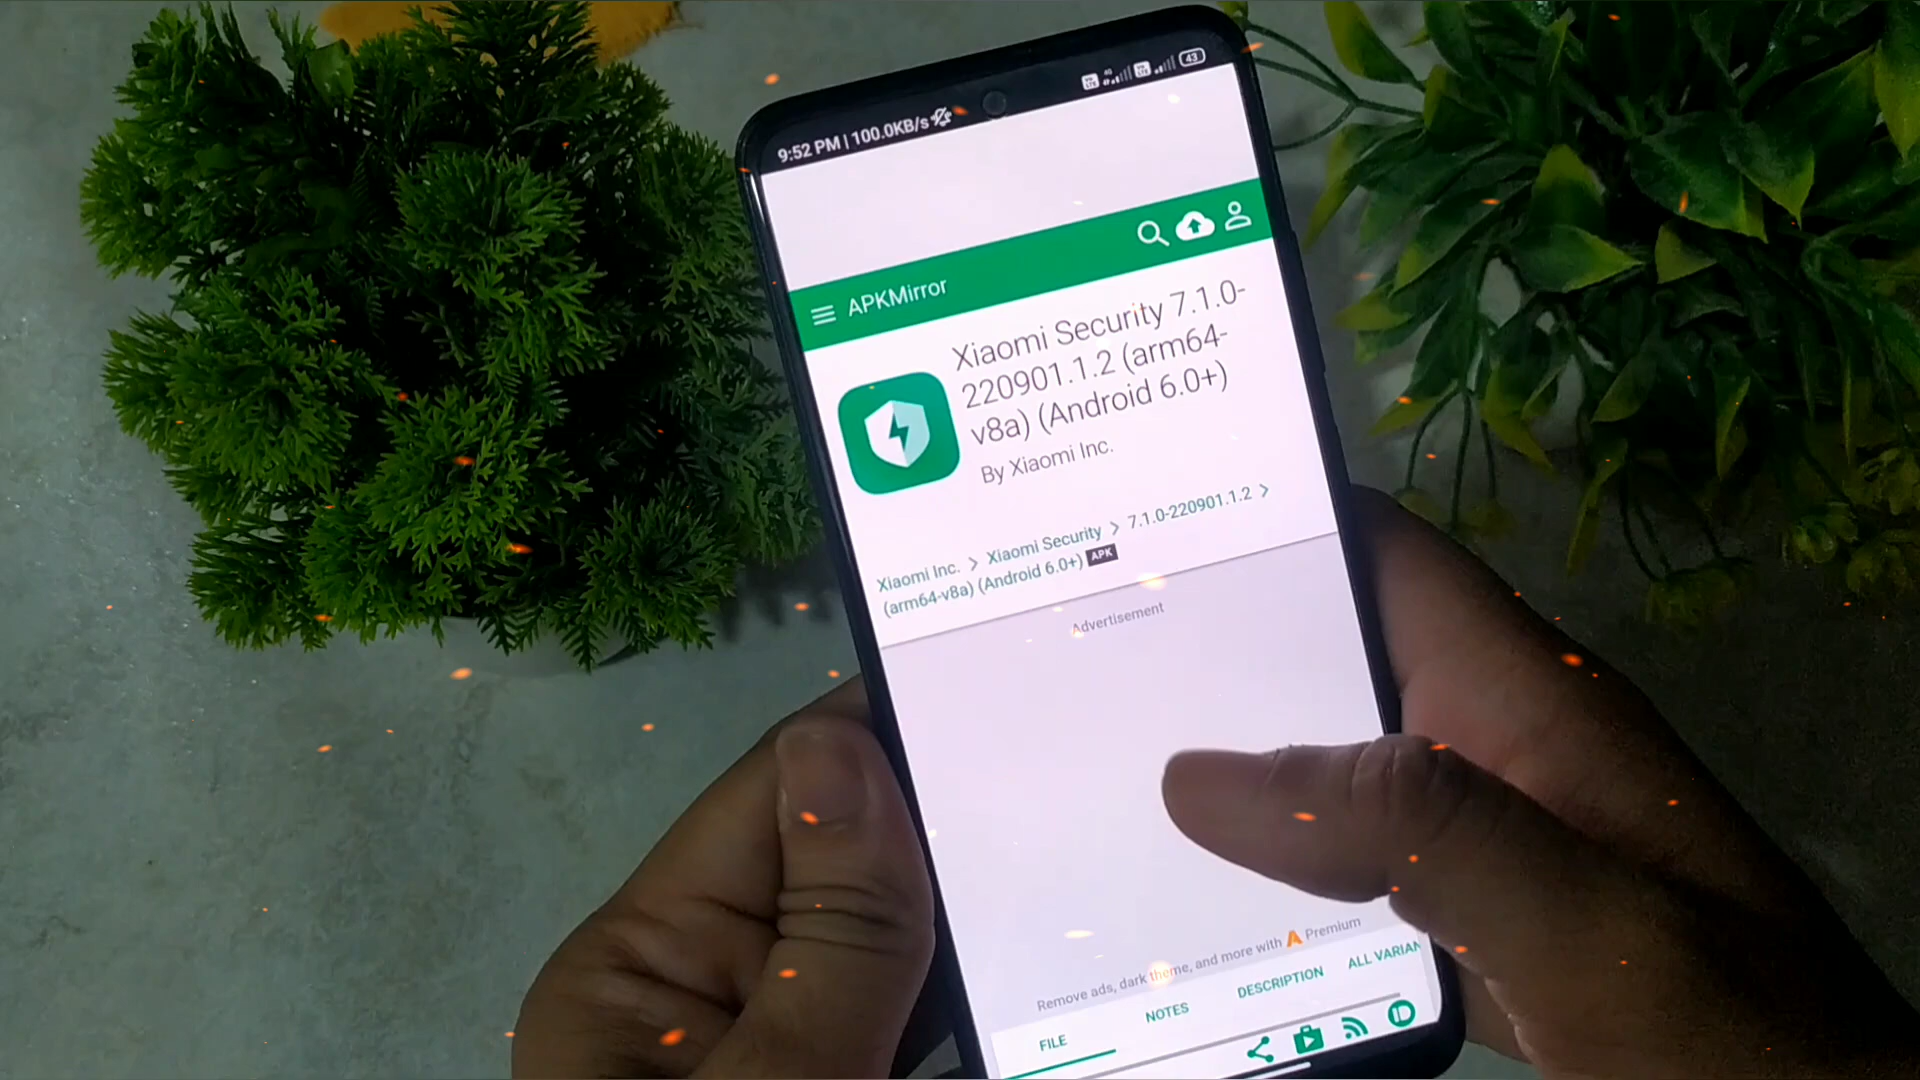 9:52 PM | 100.0KB/s
4G
43
APKMirror
Xiaomi Security 7.1.0-
220901.1.2 (arm64-
v8a) (Android 6.0+)
By Xiaomi Inc.
Xiaomi Inc. > Xiaomi Security > 7.1.0-220901.1.2 >
(arm64-v8a) (Android 6.0+) APK
Advertisement
Remove ads, dark theme, and more with Premium
FILE
NOTES
DESCRIPTION
ALL VARIAN